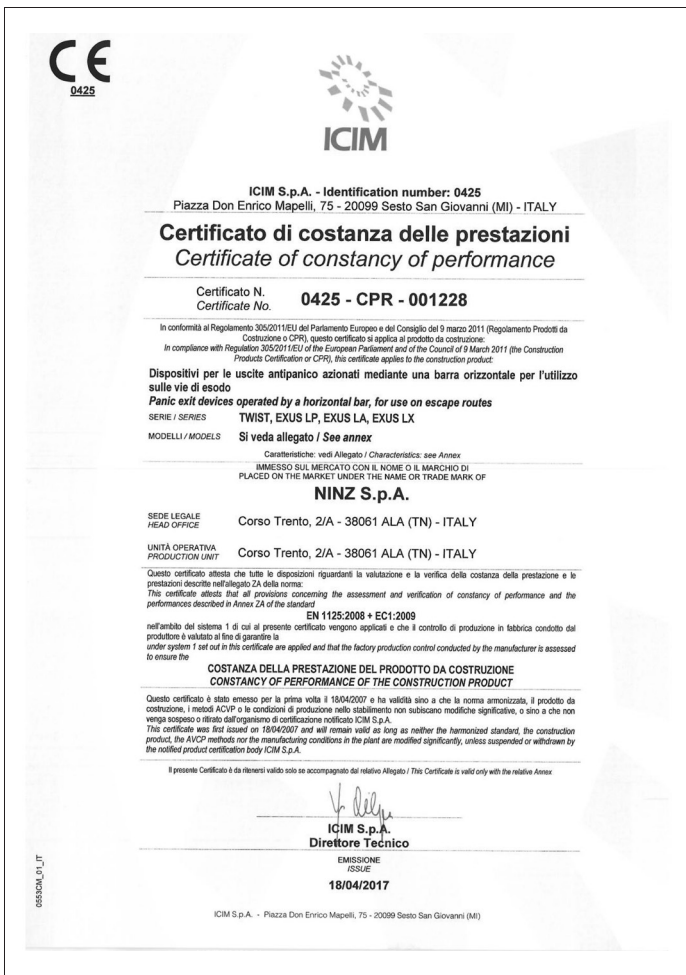 CE
0425
ICIM
ICIM S.p.A. - Identification number: 0425
Piazza Don Enrico Mapelli, 75 - 20099 Sesto San Giovanni (MI) - ITALY
Certificato di costanza delle prestazioni
Certificate of constancy of performance
Certificato N.
Certificate No.
0425 - CPR - 001228
In conformità al Regolamento 305/2011/EU del Parlamento Europeo e del Consiglio del 9 marzo 2011 (Regolamento Prodotti da
Costruzione o CPR), questo certificato si applica al prodotto da costruzione:
In compliance with Regulation 305/2011/EU of the European Parliament and of the Council of 9 March 2011 (the Construction
Products Certification or CPR), this certificate applies to the construction product:
Dispositivi per le uscite antipanico azionati mediante una barra orizzontale per l'utilizzo
sulle vie di esodo
Panic exit devices operated by a horizontal bar, for use on escape routes
SERIE / SERIES TWIST, EXUS LP, EXUS LA, EXUS LX
MODELLI / MODELS Si veda allegato / See annex
Caratteristiche: vedi Allegato / Characteristics: see Annex
IMMESSO SUL MERCATO CON IL NOME O IL MARCHIO DI
PLACED ON THE MARKET UNDER THE NAME OR TRADE MARK OF
NINZ S.p.A.
SEDE LEGALE
HEAD OFFICE
Corso Trento, 2/A - 38061 ALA (TN) - ITALY
UNITÀ OPERATIVA
PRODUCTION UNIT
Corso Trento, 2/A - 38061 ALA (TN) - ITALY
Questo certificato attesta che tutte le disposizioni riguardanti la valutazione e la verifica della costanza della prestazione e le
prestazioni descritte nell'allegato ZA della norma:
This certificate attests that all provisions concerning the assessment and verification of constancy of performance and the
performances described in Annex ZA of the standard
EN 1125:2008 + EC1:2009
nell'ambito del sistema 1 di cui al presente certificato vengono applicati e che il controllo di produzione in fabbrica condotto dal
produttore è valutato al fine di garantire la
under system 1 set out in this certificate are applied and that the factory production control conducted by the manufacturer is assessed
to ensure the
COSTANZA DELLA PRESTAZIONE DEL PRODOTTO DA COSTRUZIONE
CONSTANCY OF PERFORMANCE OF THE CONSTRUCTION PRODUCT
Questo certificato è stato emesso per la prima volta il 18/04/2007 e ha validità sino a che la norma armonizzata, il prodotto da
costruzione, i metodi ACVP o le condizioni di produzione nello stabilimento non subiscano modifiche significative, o sino a che non
venga sospeso o ritirato dall'organismo di certificazione notificato ICIM S.p.A.
This certificate was first issued on 18/04/2007 and will remain valid as long as neither the harmonized standard, the construction
product, the AVCP methods nor the manufacturing conditions in the plant are modified significantly, unless suspended or withdrawn by
the notified product certification body ICIM S.p.A.
Il presente Certificato è da ritenersi valido solo se accompagnato dal relativo Allegato / This Certificate is valid only with the relative Annex
ICIM S.p.A.
Direttore Tecnico
EMISSIONE
ISSUE
18/04/2017
0553CM_01_IT
ICIM S.p.A. - Piazza Don Enrico Mapelli, 75 - 20099 Sesto San Giovanni (MI)